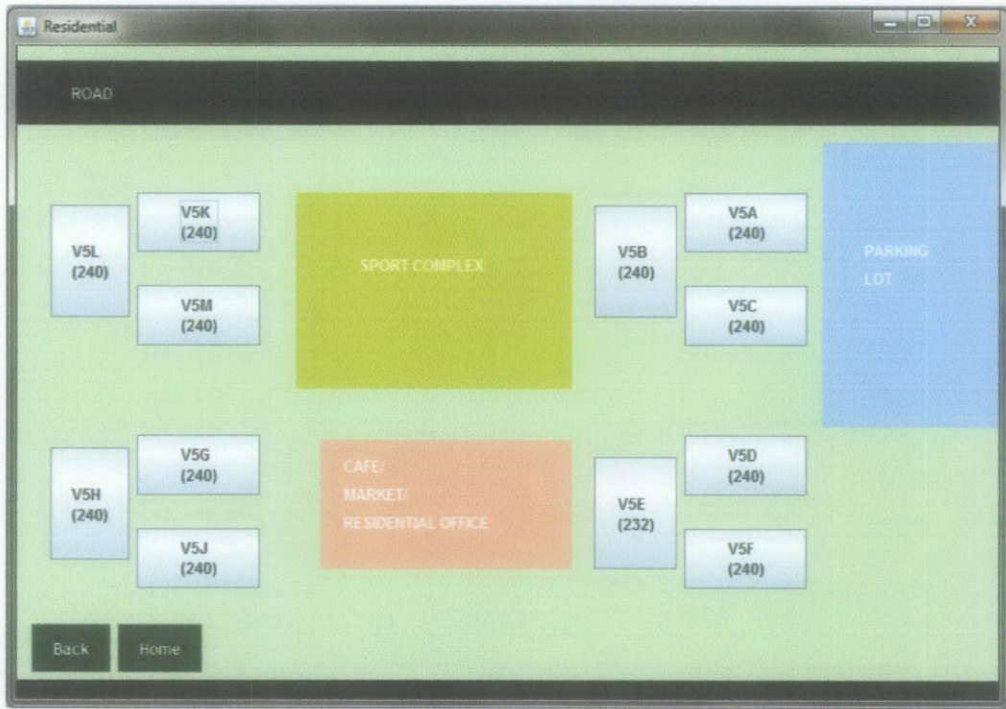 Residential
ROAD
V5K
(240)
V5L
(240)
V5M
(240)
SPORT COMPLEX
V5A
(240)
V5B
(240)
V5C
(240)
PARKING
LOT
V5G
(240)
V5H
(240)
V5J
(240)
CAFE/
MARKET/
RESIDENTIAL OFFICE
V5D
(240)
V5E
(232)
V5F
(240)
Back
Home